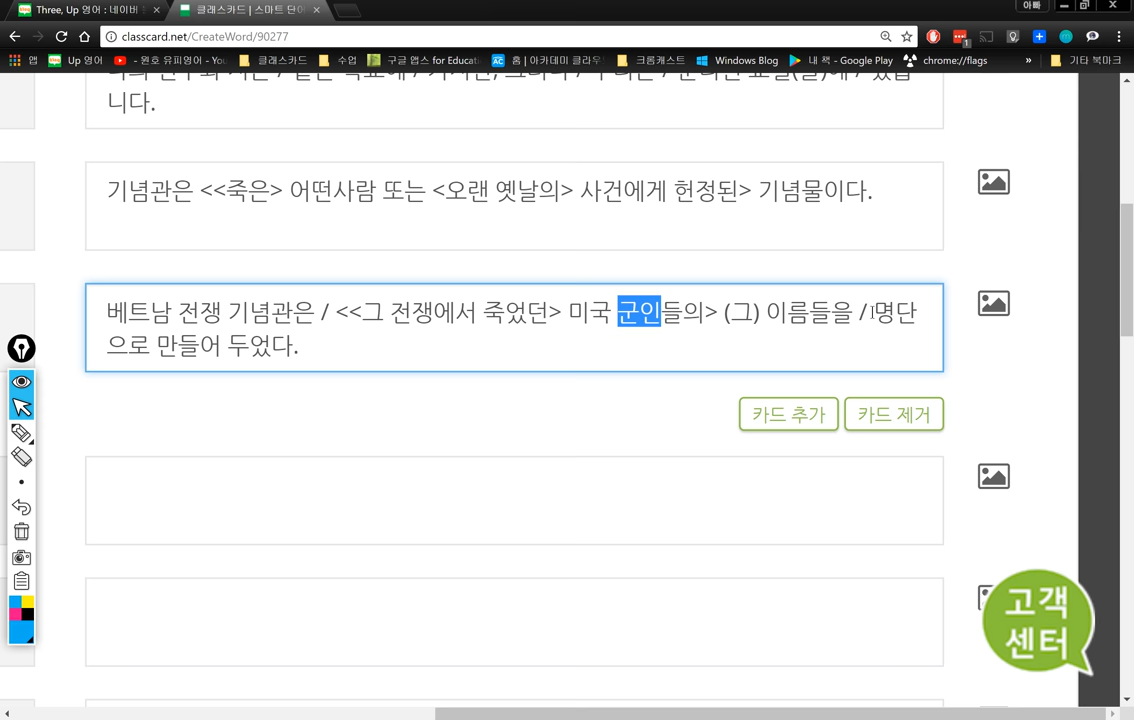 Three, Up 영어 : 네이버
클래스카드 | 스마트 단어
아빠
classcard.net/CreateWord/90277
앱
Up 영어
- 원호 유피영어 - You
클래스카드
수업
구글 앱스 for Educati
홈 | 아카데미 클라우드
크롬캐스트
Windows Blog
내 책 - Google Play
chrome://flags
»
기타 북마크
니다.
기념관은 <<죽은> 어떤사람 또는 <오랜 옛날의> 사건에게 헌정된> 기념물이다.
베트남 전쟁 기념관은 / <<그 전쟁에서 죽었던> 미국 군인들의> (그) 이름들을 / 명단
으로 만들어 두었다.
카드 추가
카드 제거
고객
센터